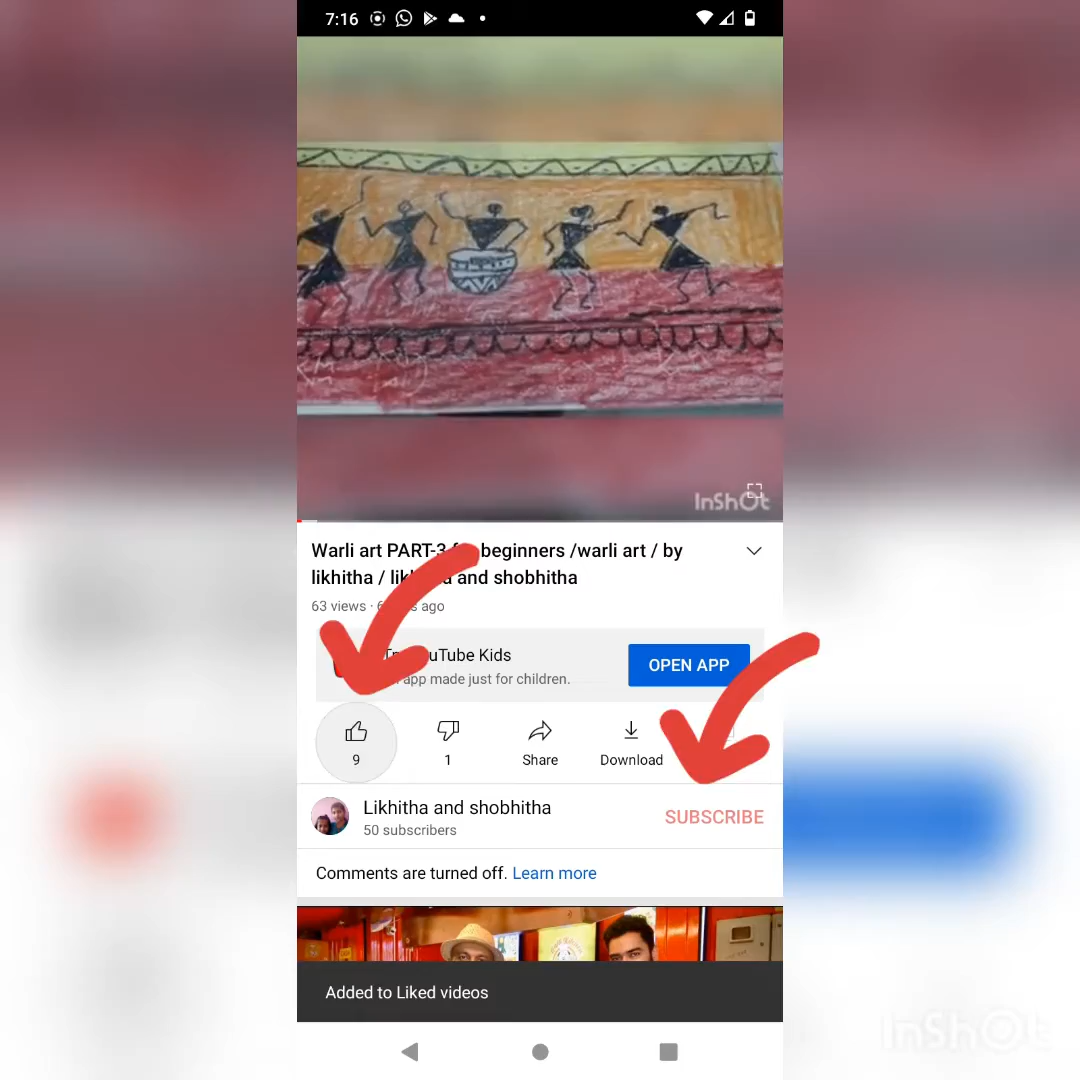 7:16
InShOt
Warli art PART-3 beginners /warli art / by
likhitha / and shobhitha
63 views · ago
Kids
app made just for children.
OPEN APP
9
1
Share
Download
Likhitha and shobhitha
50 subscribers
SUBSCRIBE
Comments are turned off. Learn more
Added to Liked videos
InShOt